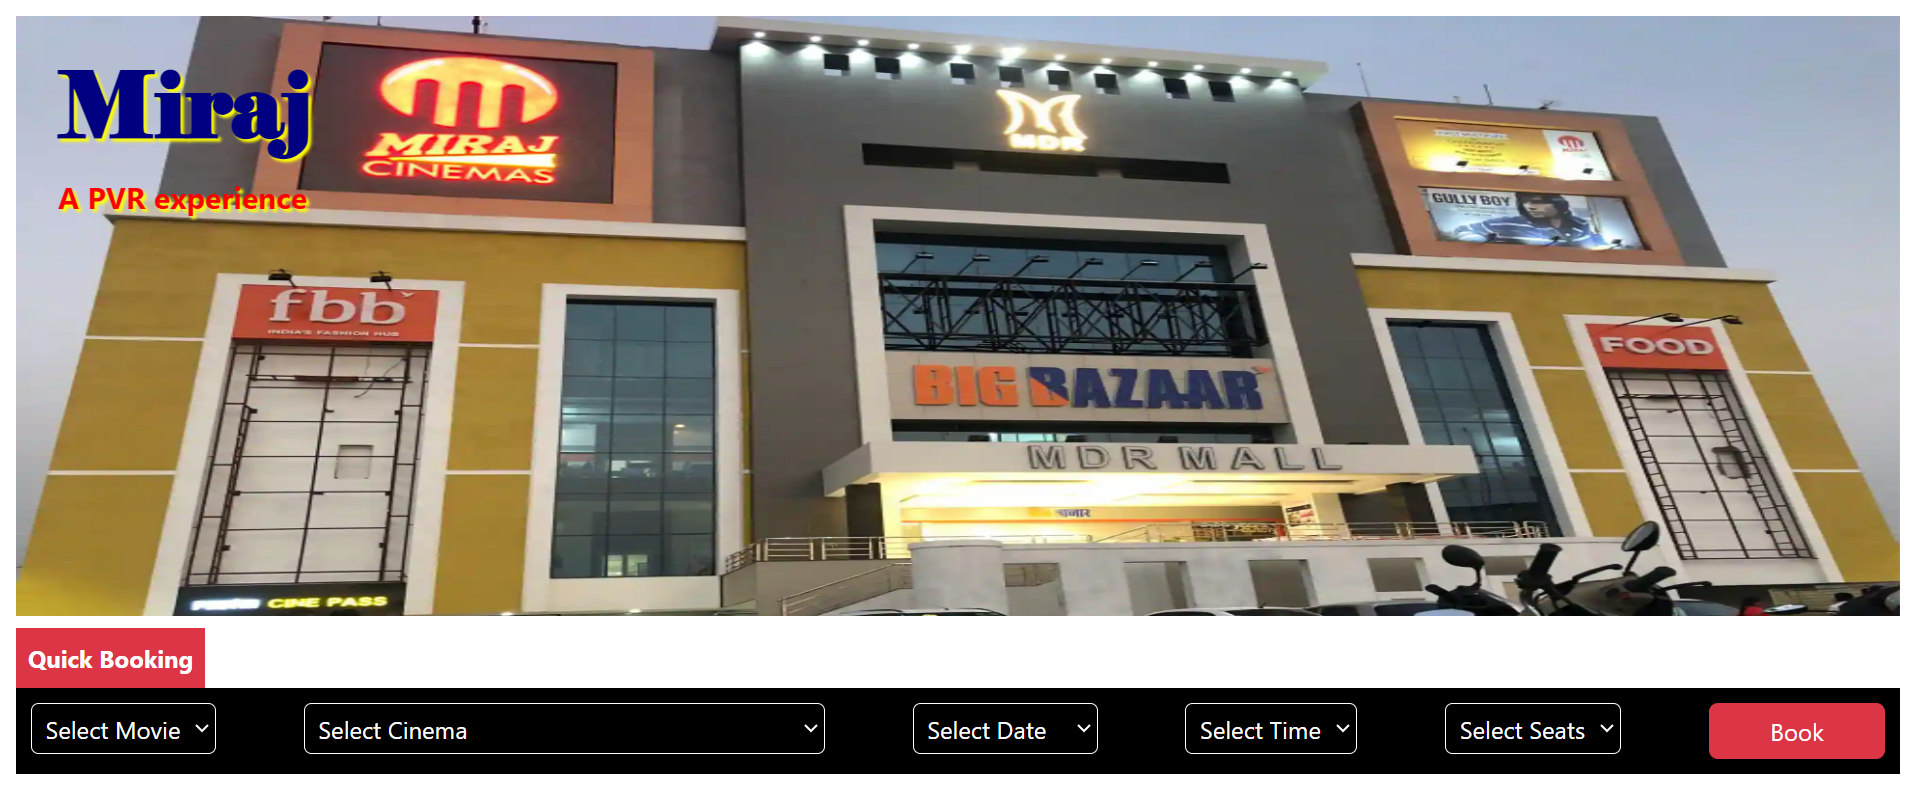 Miraj
A PVR experience
MIRAJ
CINEMAS
MDR
GULLY BOY
fbb
INDIA'S FASHION HUB
BIG BAZAAR
MDR MALL
FOOD
CINE PASS
Quick Booking
Select Movie
Select Cinema
Select Date
Select Time
Select Seats
Book